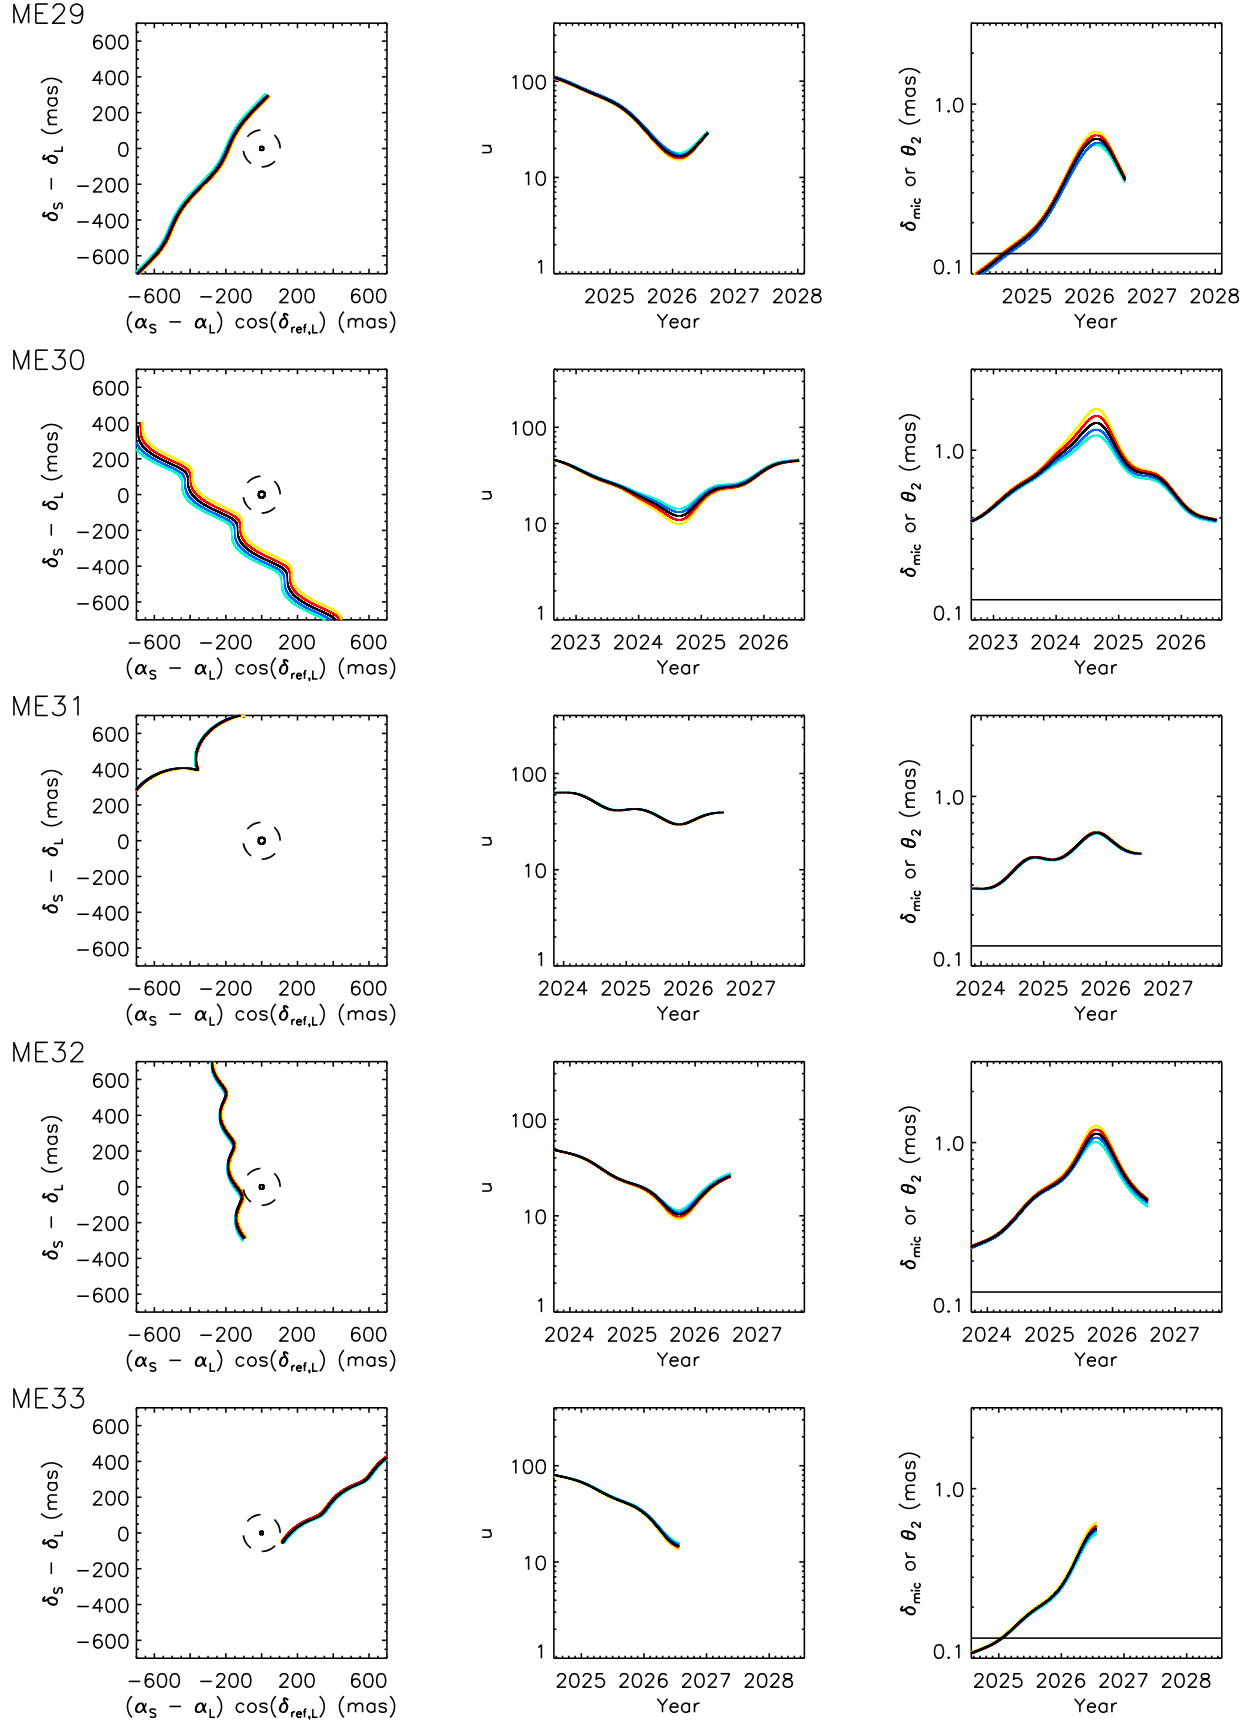 ME29
600
400
200
0
−200
−400
−600
δS − δL (mas)
−600 −200 200 600
(αS − αL) cos(δref,L) (mas)
100
10
1
u
2025 2026 2027 2028
Year
1.0
0.1
δmic or θ2 (mas)
2025 2026 2027 2028
Year
ME30
600
400
200
0
−200
−400
−600
δS − δL (mas)
−600 −200 200 600
(αS − αL) cos(δref,L) (mas)
100
10
1
u
2023 2024 2025 2026
Year
1.0
0.1
δmic or θ2 (mas)
2023 2024 2025 2026
Year
ME31
600
400
200
0
−200
−400
−600
δS − δL (mas)
−600 −200 200 600
(αS − αL) cos(δref,L) (mas)
100
10
1
u
2024 2025 2026 2027
Year
1.0
0.1
δmic or θ2 (mas)
2024 2025 2026 2027
Year
ME32
600
400
200
0
−200
−400
−600
δS − δL (mas)
−600 −200 200 600
(αS − αL) cos(δref,L) (mas)
100
10
1
u
2024 2025 2026 2027
Year
1.0
0.1
δmic or θ2 (mas)
2024 2025 2026 2027
Year
ME33
600
400
200
0
−200
−400
−600
δS − δL (mas)
−600 −200 200 600
(αS − αL) cos(δref,L) (mas)
100
10
1
u
2025 2026 2027 2028
Year
1.0
0.1
δmic or θ2 (mas)
2025 2026 2027 2028
Year